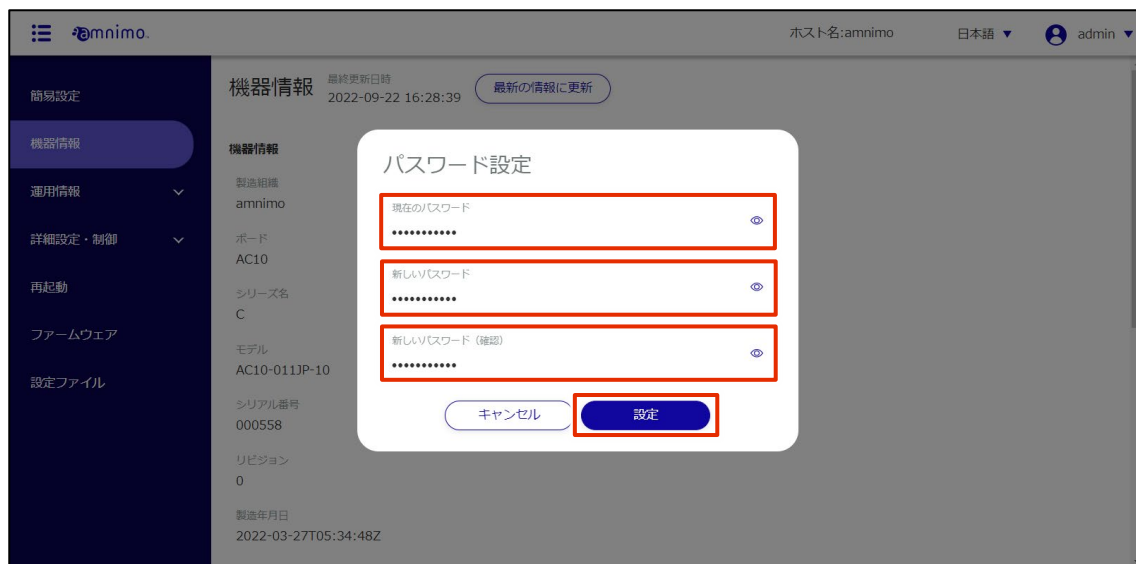 amnimo
ホスト名:amnimo
日本語 ▼
admin ▼
簡易設定
機器情報
運用情報
詳細設定・制御
再起動
ファームウェア
設定ファイル
機器情報
最終更新日時
2022-09-22 16:28:39
最新の情報に更新
機器情報
製造組織
amnimo
ボード
AC10
シリーズ名
C
モデル
AC10-011JP-10
シリアル番号
000558
リビジョン
0
製造年月日
2022-03-27T05:34:48Z
パスワード設定
現在のパスワード
•••••••••••
新しいパスワード
•••••••••••
新しいパスワード（確認）
•••••••••••
キャンセル
設定